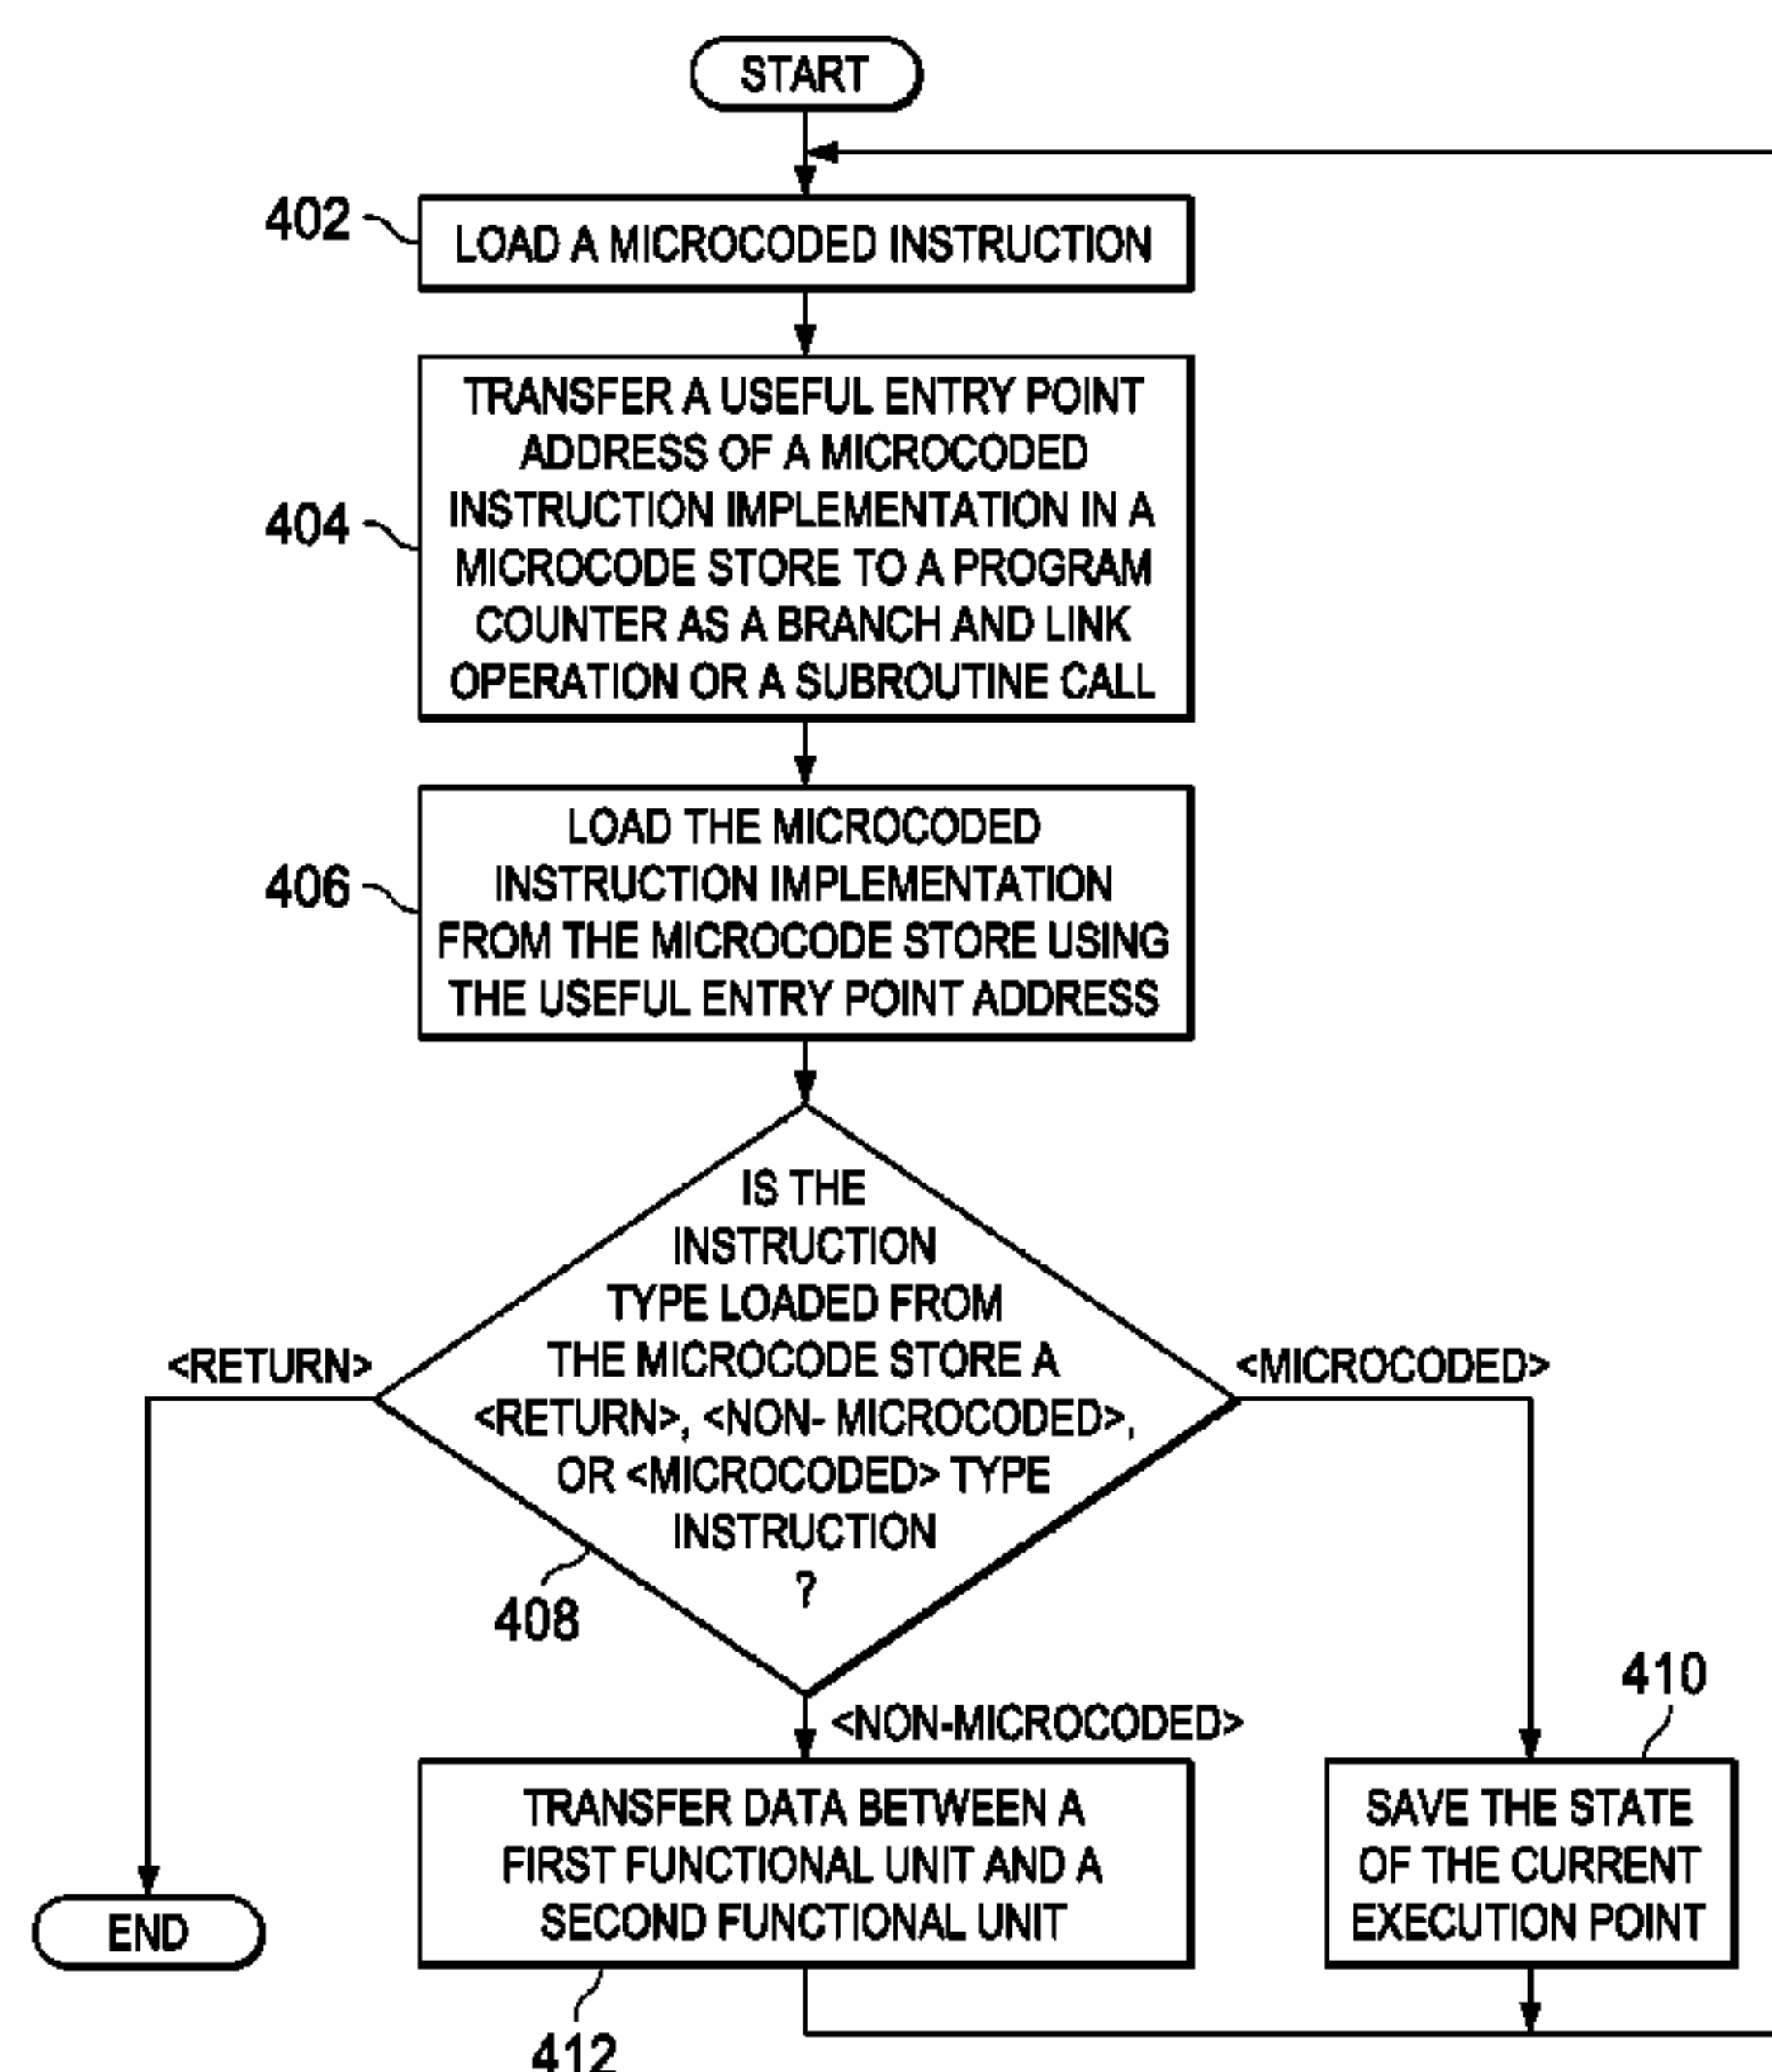 START
402
LOAD A MICROCODED INSTRUCTION
TRANSFER A USEFUL ENTRY POINT
ADDRESS OF A MICROCODED
INSTRUCTION IMPLEMENTATION IN A
MICROCODE STORE TO A PROGRAM
COUNTER AS A BRANCH AND LINK
OPERATION OR A SUBROUTINE CALL
404
LOAD THE MICROCODED
INSTRUCTION IMPLEMENTATION
FROM THE MICROCODE STORE USING
THE USEFUL ENTRY POINT ADDRESS
406
IS THE
INSTRUCTION
TYPE LOADED FROM
THE MICROCODE STORE A
<RETURN>, <NON- MICROCODED>,
OR <MICROCODED> TYPE
INSTRUCTION
?
408
<RETURN>
<MICROCODED>
<NON-MICROCODED>
410
END
TRANSFER DATA BETWEEN A
FIRST FUNCTIONAL UNIT AND A
SECOND FUNCTIONAL UNIT
412
SAVE THE STATE
OF THE CURRENT
EXECUTION POINT